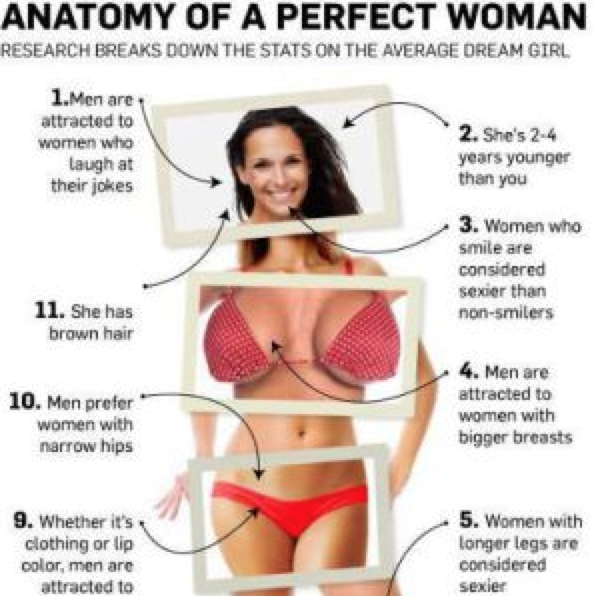 ANATOMY OF A PERFECT WOMAN
RESEARCH BREAKS DOWN THE STATS ON THE AVERAGE DREAM GIRL
1.Men are
attracted to
women who
laugh at
their jokes
2. She's 2-4
years younger
than you
3. Women who
smile are
considered
sexier than
non-smilers
11. She has
brown hair
4. Men are
attracted to
women with
bigger breasts
10. Men prefer
women with
narrow hips
9. Whether it's
clothing or lip
color, men are
attracted to
5. Women with
longer legs are
considered
sexier